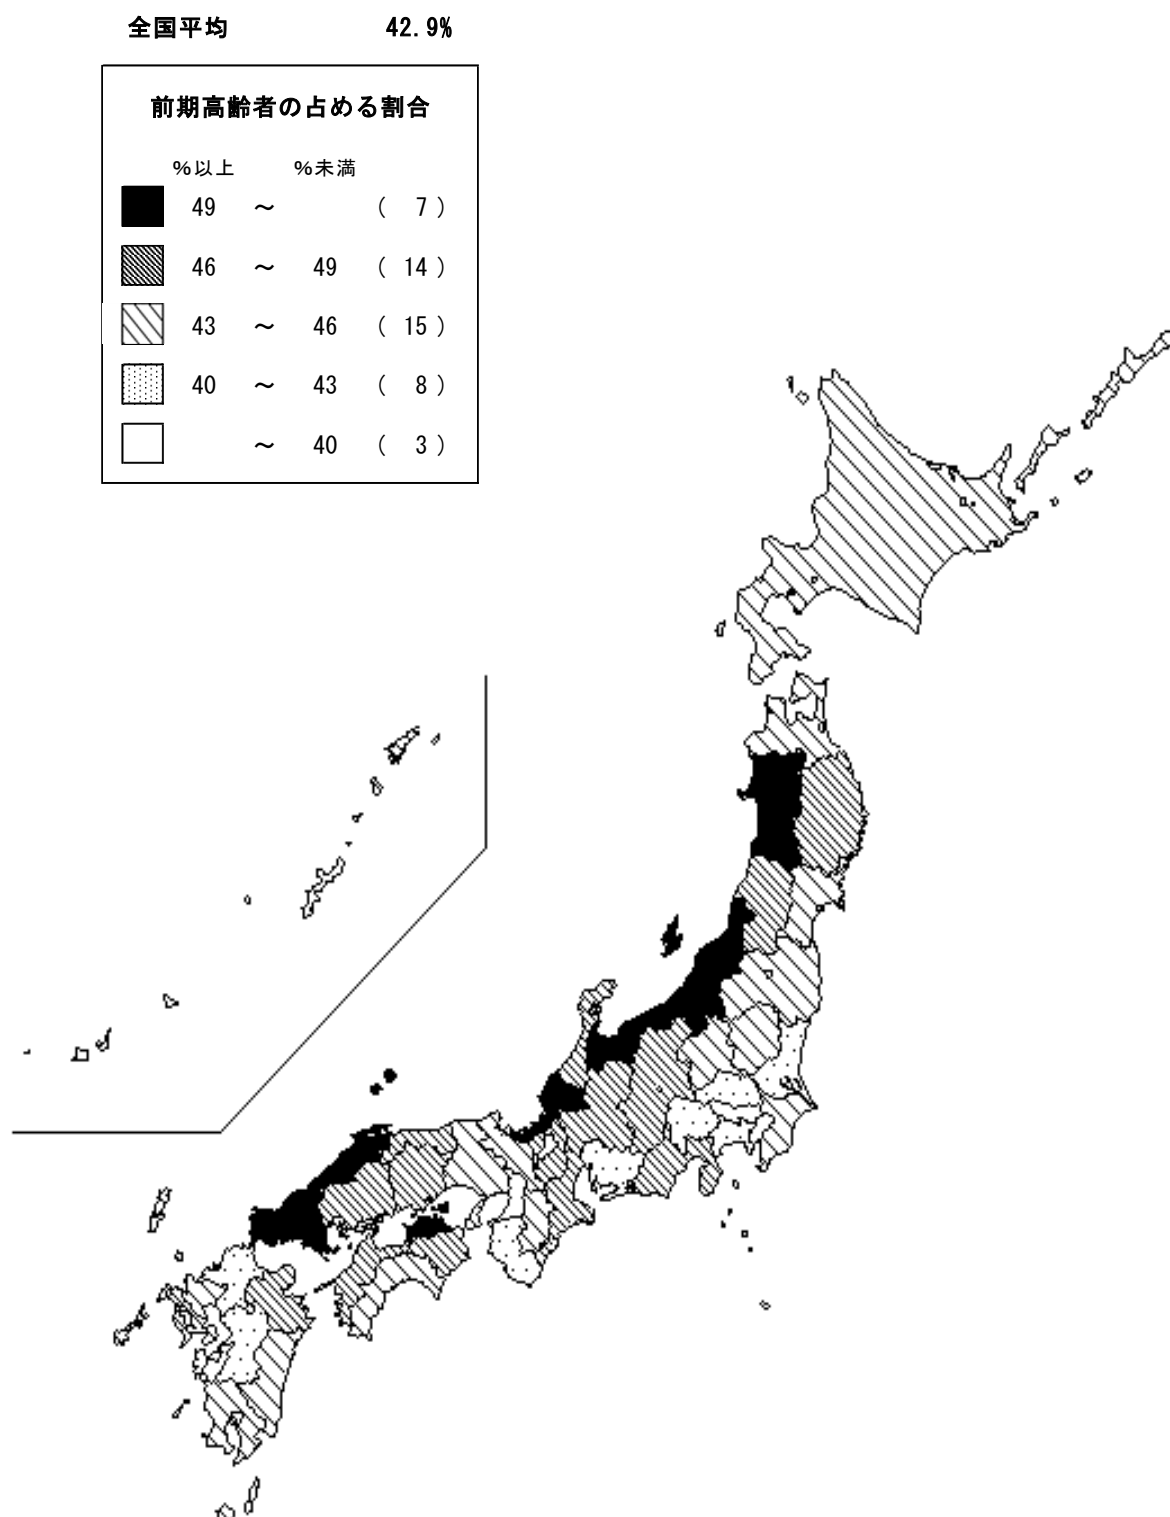 全国平均 42.9%
前期高齢者の占める割合
%以上 %未満
49 ～ ( 7 )
46 ～ 49 ( 14 )
43 ～ 46 ( 15 )
40 ～ 43 ( 8 )
～ 40 ( 3 )